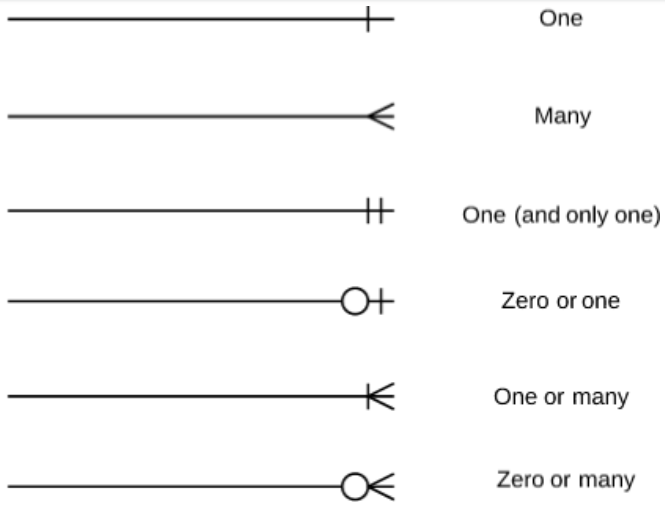 One
Many
One (and only one)
Zero or one
One or many
Zero or many